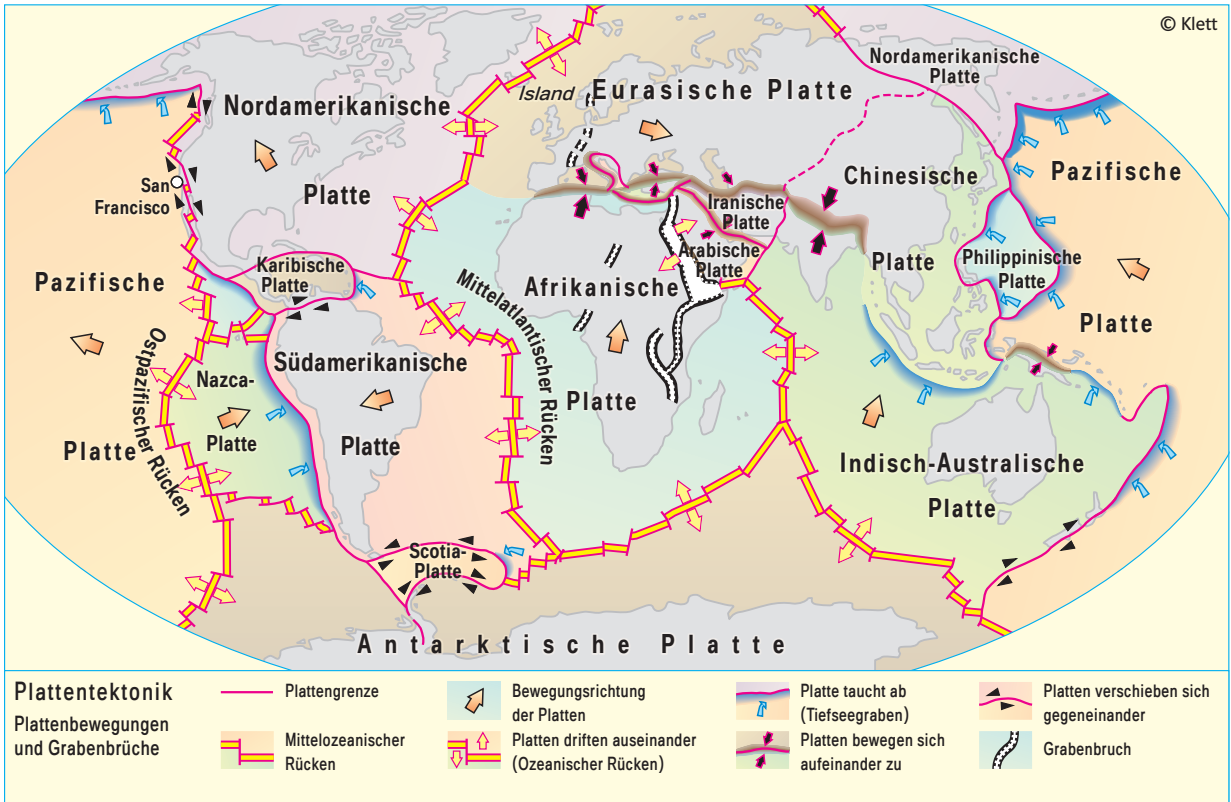 © Klett
Nordamerikanische
Platte
Nordamerikanische
Platte
Island
Eurasische Platte
Chinesische
Platte
Pazifische
Platte
San
Francisco
Iranische
Platte
Arabische
Platte
Philippinische
Platte
Karibische
Platte
Pazifische
Platte
Ostpazifischer Rücken
Mittelatlantischer Rücken
Afrikanische
Platte
Südamerikanische
Platte
Nazca-
Platte
Indisch-Australische
Platte
Scotia-
Platte
Antarktische Platte
Plattentektonik
Plattenbewegungen
und Grabenbrüche
Plattengrenze
Mittelozeanischer
Rücken
Bewegungsrichtung
der Platten
Platten driften auseinander
(Ozeanischer Rücken)
Platte taucht ab
(Tiefseegraben)
Platten bewegen sich
aufeinander zu
Platten verschieben sich
gegeneinander
Grabenbruch